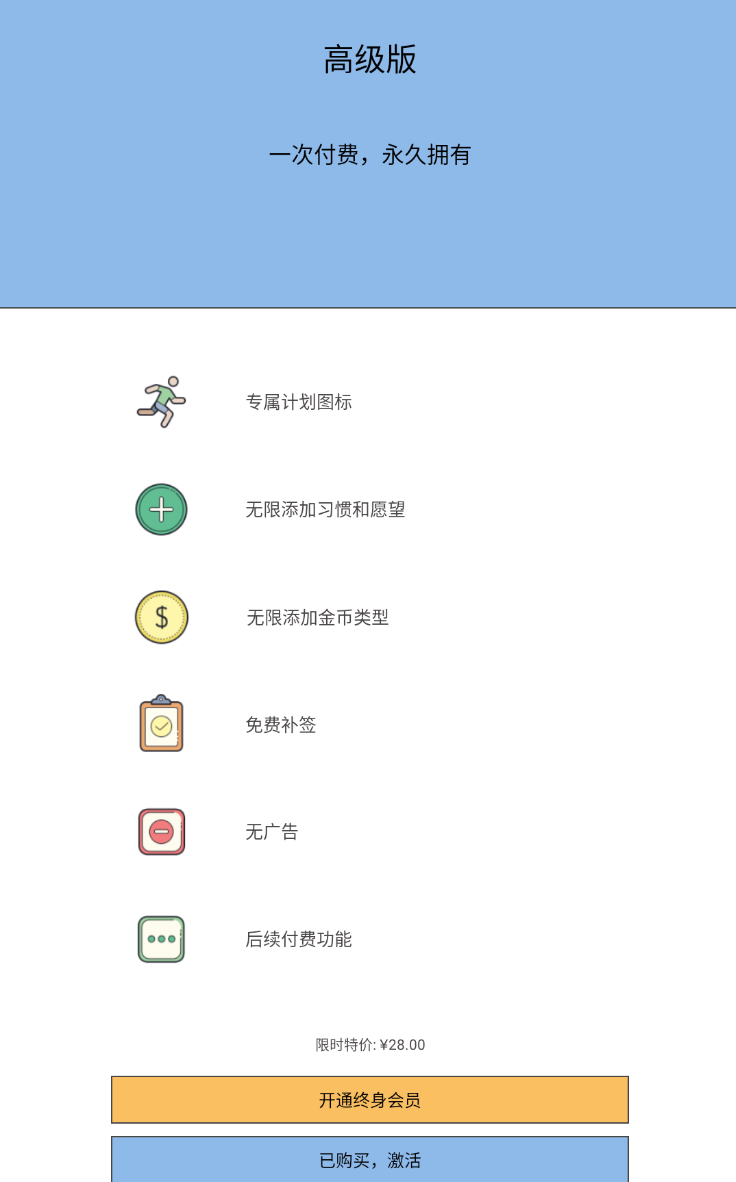 高级版
一次付费，永久拥有
专属计划图标
无限添加习惯和愿望
$
无限添加金币类型
免费补签
无广告
后续付费功能
限时特价: ¥28.00
开通终身会员
已购买，激活